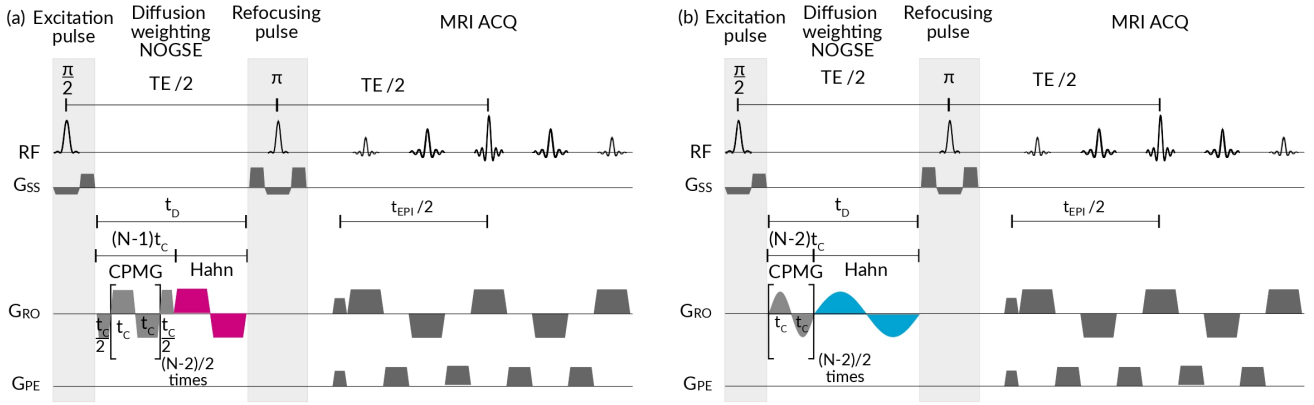 (a) Excitation pulse
Diffusion weighting NOGSE
Refocusing pulse
MRI ACQ
π/2
TE /2
π
TE /2
RF
GSS
tD
tEPI /2
(N-1)tC
CPMG
Hahn
GRO
tC/2
tC
tC
tC/2
(N-2)/2
times
GPE
(b) Excitation pulse
Diffusion weighting NOGSE
Refocusing pulse
MRI ACQ
π/2
TE /2
π
TE /2
RF
GSS
tD
tEPI /2
(N-2)tC
CPMG
Hahn
GRO
tC
tC
(N-2)/2
times
GPE